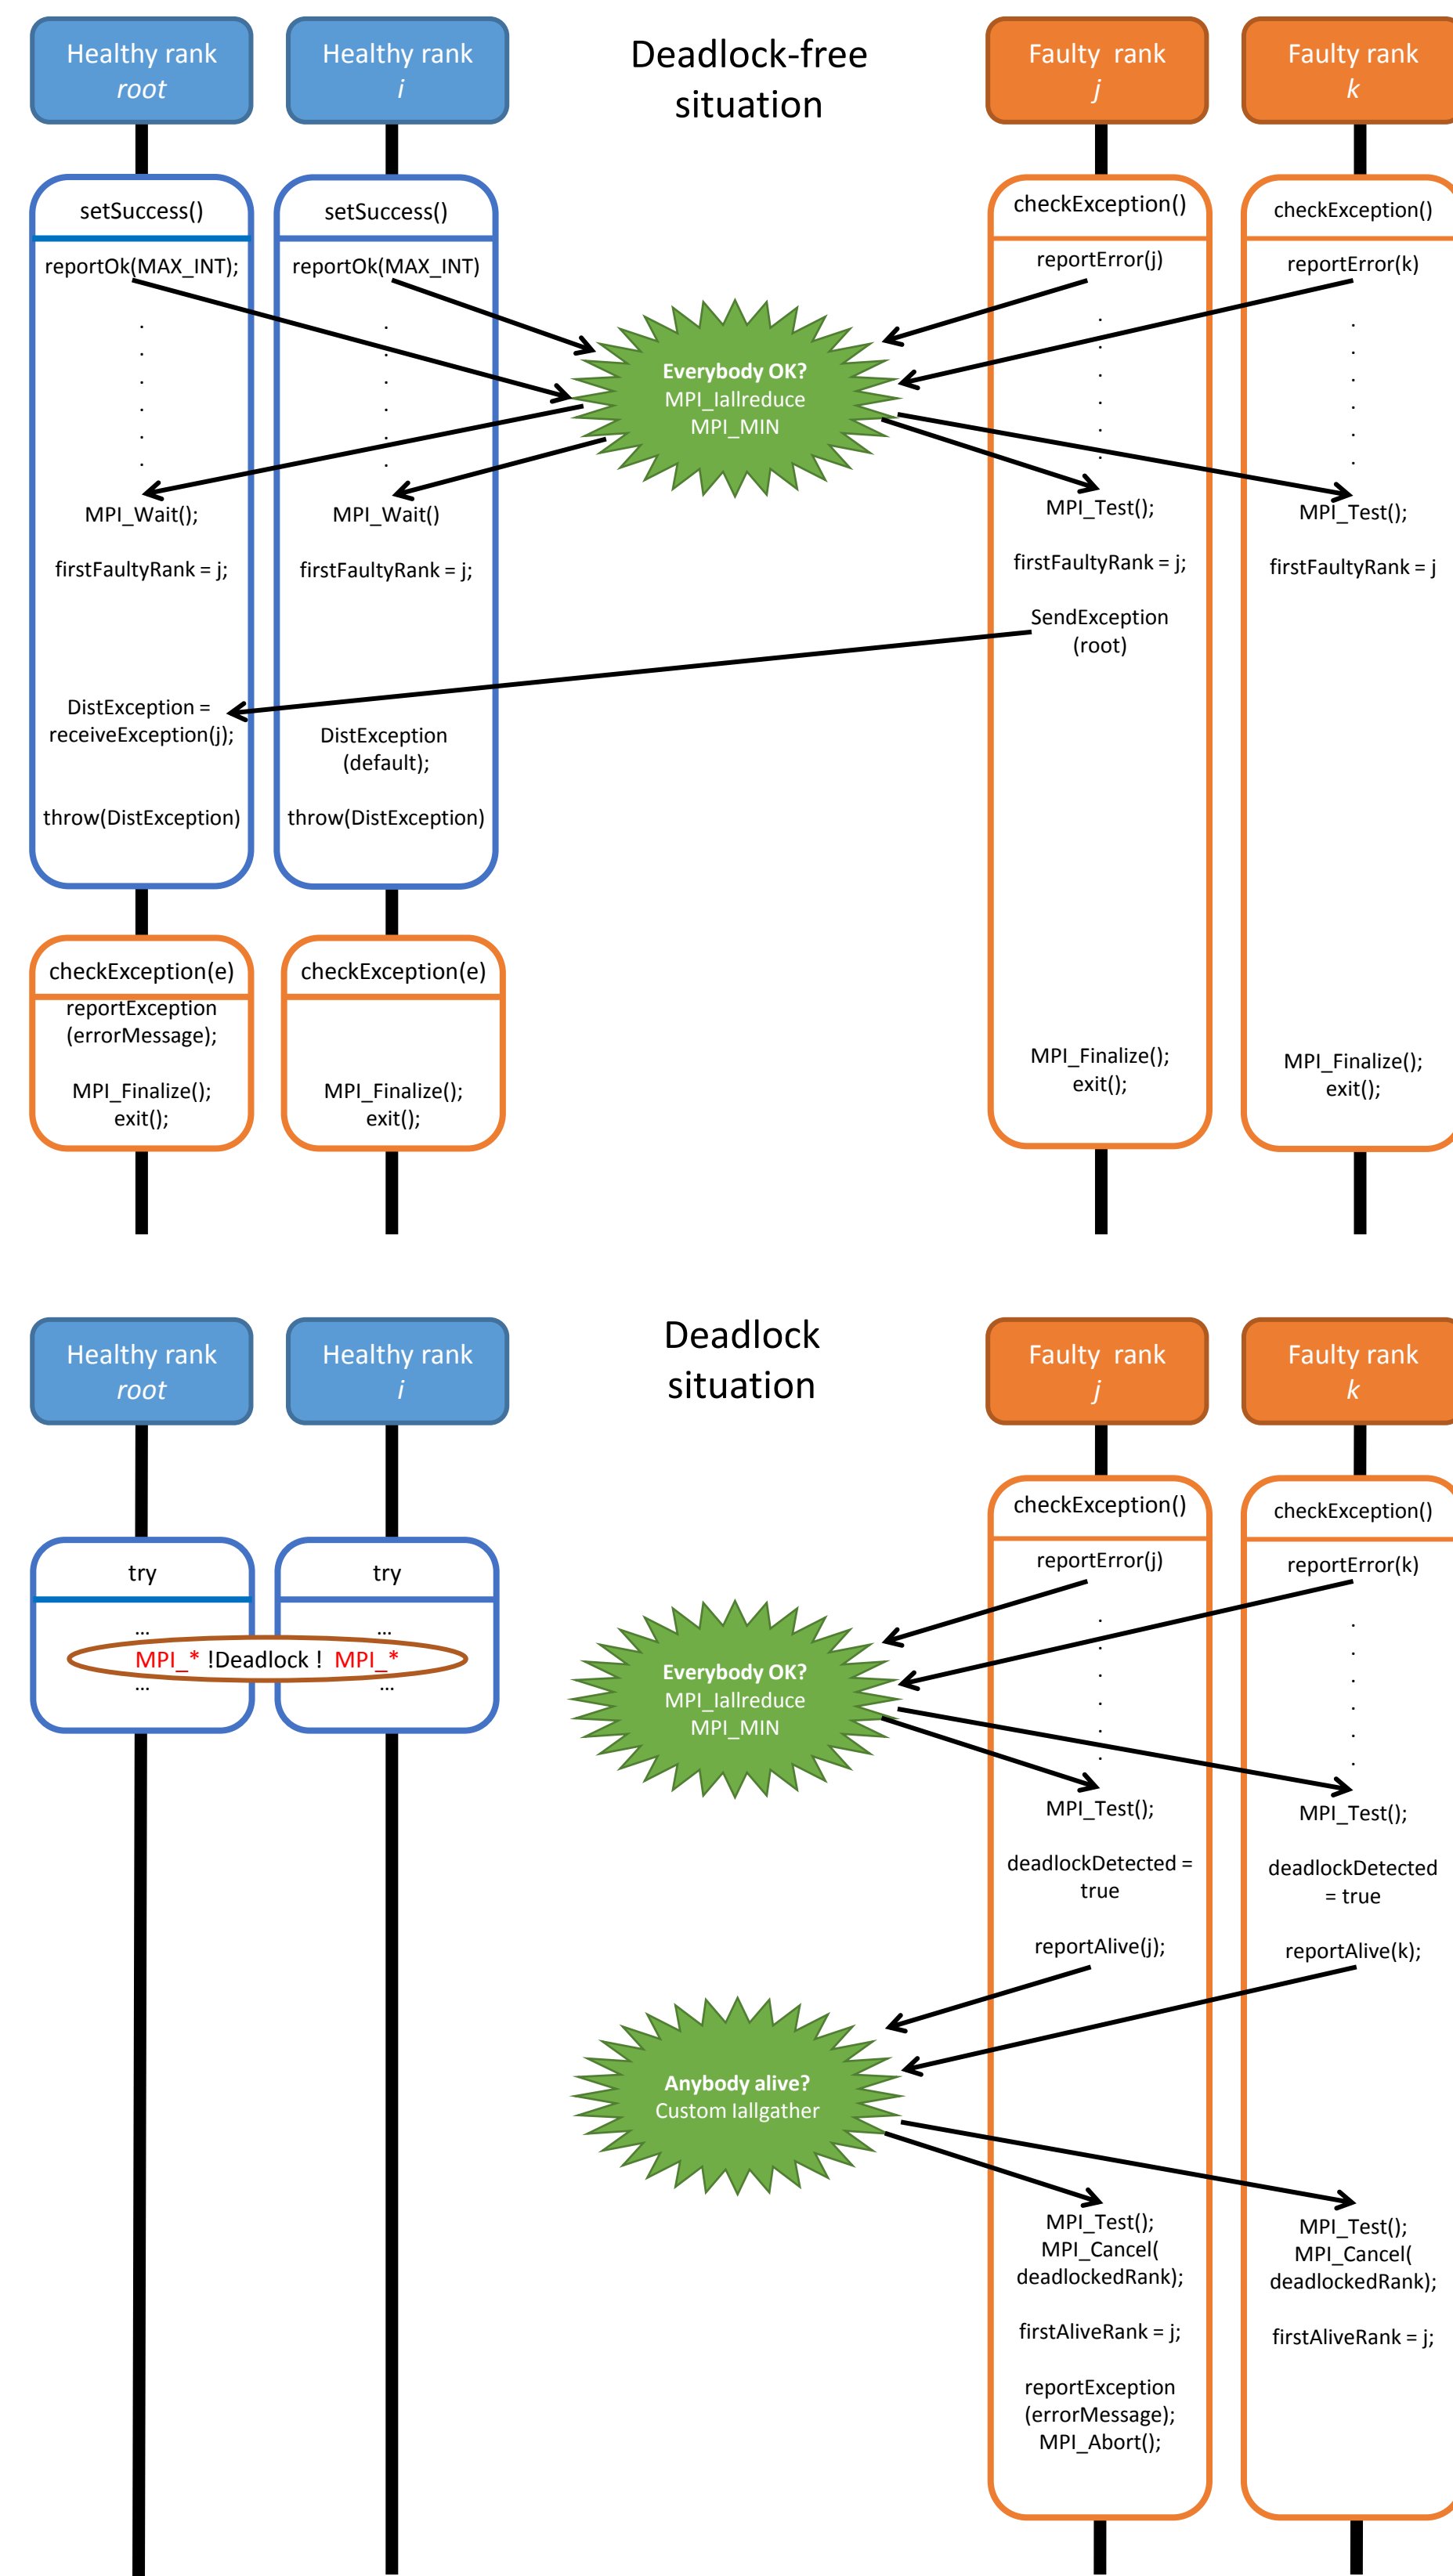 Healthy rank
root
Healthy rank
i
Deadlock-free
situation
Faulty rank
j
Faulty rank
k
setSuccess()
reportOk(MAX_INT);
.
.
.
.
.
.
MPI_Wait();
firstFaultyRank = j;
DistException =
receiveException(j);
throw(DistException)
setSuccess()
reportOk(MAX_INT)
.
.
.
.
.
.
MPI_Wait()
firstFaultyRank = j;
DistException
(default);
throw(DistException)
Everybody OK?
MPI_Iallreduce
MPI_MIN
checkException()
reportError(j)
.
.
.
.
.
.
MPI_Test();
firstFaultyRank = j;
SendException
(root)
MPI_Finalize();
exit();
checkException()
reportError(k)
.
.
.
.
.
.
MPI_Test();
firstFaultyRank = j
MPI_Finalize();
exit();
checkException(e)
reportException
(errorMessage);
MPI_Finalize();
exit();
checkException(e)
MPI_Finalize();
exit();
Healthy rank
root
Healthy rank
i
Deadlock
situation
Faulty rank
j
Faulty rank
k
try
try
...
...
MPI_* !Deadlock ! MPI_*
...
...
Everybody OK?
MPI_Iallreduce
MPI_MIN
Anybody alive?
Custom Iallgather
checkException()
reportError(j)
.
.
.
.
.
.
MPI_Test();
deadlockDetected =
true
reportAlive(j);
MPI_Test();
MPI_Cancel(
deadlockedRank);
firstAliveRank = j;
reportException
(errorMessage);
MPI_Abort();
checkException()
reportError(k)
.
.
.
.
.
.
MPI_Test();
deadlockDetected
= true
reportAlive(k);
MPI_Test();
MPI_Cancel(
deadlockedRank);
firstAliveRank = j;